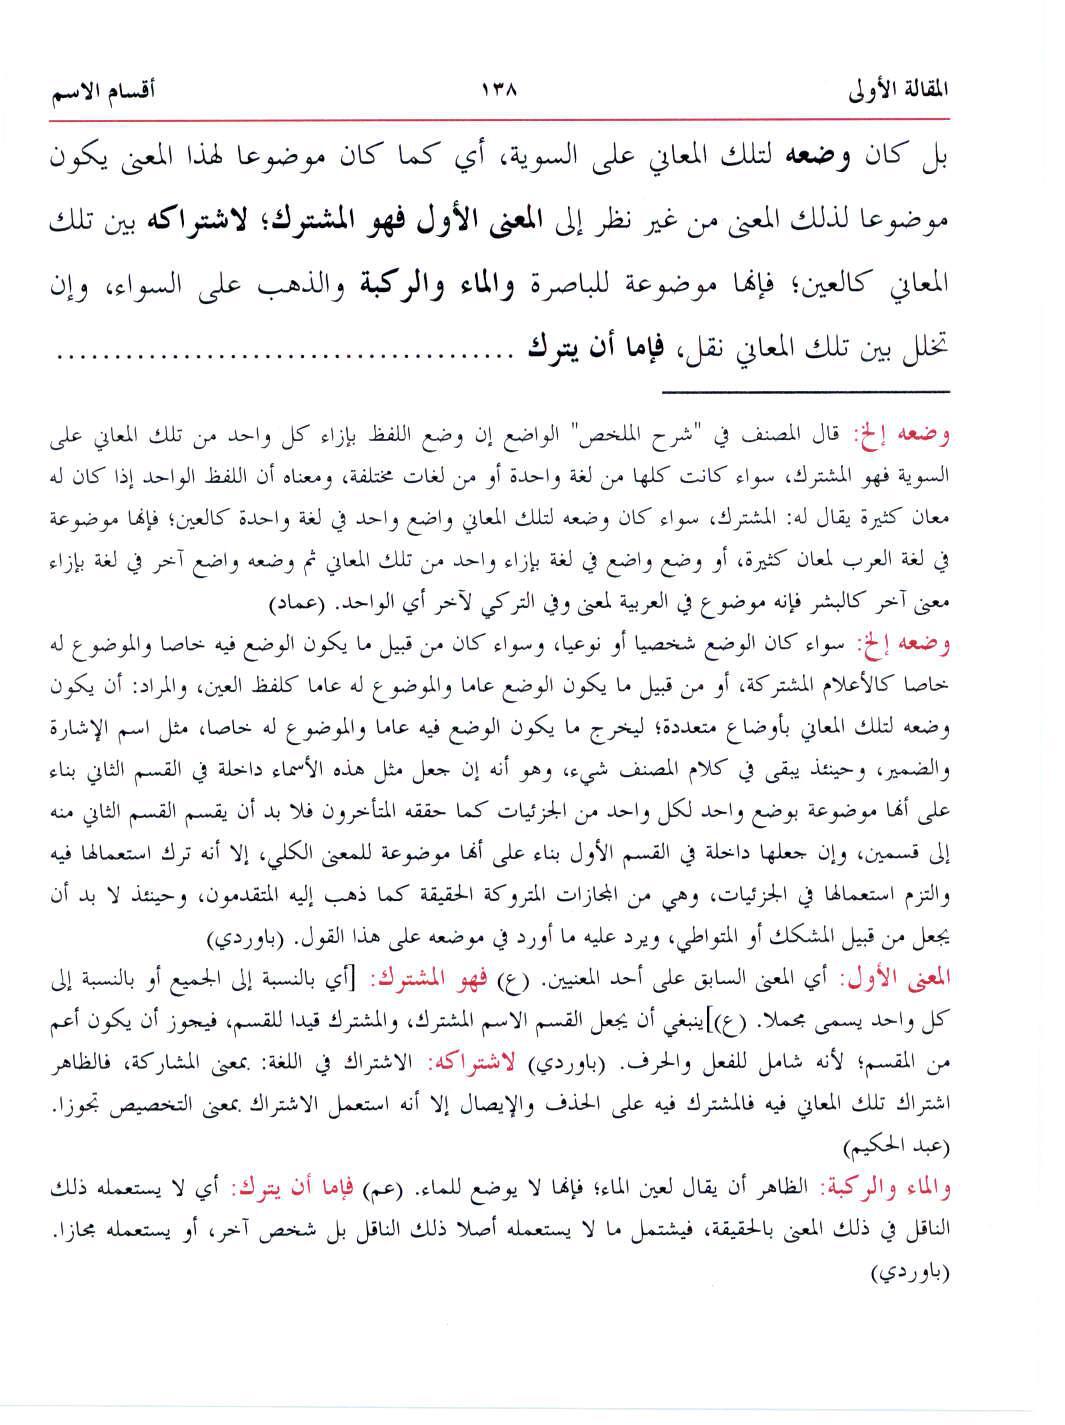 المقالة الأولى ١٣٨ أقسام الاسم
بل كان وضعه لتلك المعاني على السوية، أي كما كان موضوعا لهذا المعنى يكون
موضوعا لذلك المعنى من غير نظر إلى المعنى الأول فهو المشترك؛ لاشتراكه بين تلك
المعاني كالعين؛ فإنها موضوعة للباصرة والماء والركبة والذهب على السواء، وإن
تخلل بين تلك المعاني نقل، فإما أن يترك ........................................
وضعه إلخ: قال المصنف في "شرح الملخص" الواضع إن وضع اللفظ بإزاء كل واحد من تلك المعاني على
السوية فهو المشترك، سواء كانت كلها من لغة واحدة أو من لغات مختلفة، ومعناه أن اللفظ الواحد إذا كان له
معان كثيرة يقال له: المشترك، سواء كان وضعه لتلك المعاني واضع واحد في لغة واحدة كالعين؛ فإنها موضوعة
في لغة العرب لمعان كثيرة، أو وضع واضع في لغة بإزاء واحد من تلك المعاني ثم وضعه واضع آخر في لغة بإزاء
معنى آخر كالبشر فإنه موضوع في العربية لمعنى وفي التركي لآخر أي الواحد. (عماد)
وضعه إلخ: سواء كان الوضع شخصيا أو نوعيا، وسواء كان من قبيل ما يكون الوضع فيه خاصا والموضوع له
خاصا كالأعلام المشتركة، أو من قبيل ما يكون الوضع عاما والموضوع له عاما كلفظ العين، والمراد: أن يكون
وضعه لتلك المعاني بأوضاع متعددة؛ ليخرج ما يكون الوضع فيه عاما والموضوع له خاصا، مثل اسم الإشارة
والضمير، وحينئذ يبقى في كلام المصنف شيء، وهو أنه إن جعل مثل هذه الأسماء داخلة في القسم الثاني بناء
على أنها موضوعة بوضع واحد لكل واحد من الجزئيات كما حققه المتأخرون فلا بد أن يقسم القسم الثاني منه
إلى قسمين، وإن جعلها داخلة في القسم الأول بناء على أنها موضوعة للمعنى الكلي، إلا أنه ترك استعمالها فيه
والتزم استعمالها في الجزئيات، وهي من المجازات المتروكة الحقيقة كما ذهب إليه المتقدمون، وحينئذ لا بد أن
يجعل من قبيل المشكك أو المتواطي، ويرد عليه ما أورد في موضعه على هذا القول. (باوردي)
المعنى الأول: أي المعنى السابق على أحد المعنيين. (ع) فهو المشترك: [أي بالنسبة إلى الجميع أو بالنسبة إلى
كل واحد يسمى مجملا. (ع)]ينبغي أن يجعل القسم الاسم المشترك، والمشترك قيدا للقسم، فيجوز أن يكون أعم
من المقسم؛ لأنه شامل للفعل والحرف. (باوردي) لاشتراكه: الاشتراك في اللغة: بمعنى المشاركة، فالظاهر
اشتراك تلك المعاني فيه فالمشترك فيه على الحذف والإيصال إلا أنه استعمل الاشتراك بمعنى التخصيص تجوزا.
(عبد الحكيم)
والماء والركبة: الظاهر أن يقال لعين الماء؛ فإنها لا يوضع للماء. (عم) فإما أن يترك: أي لا يستعمله ذلك
الناقل في ذلك المعنى بالحقيقة، فيشتمل ما لا يستعمله أصلا ذلك الناقل بل شخص آخر، أو يستعمله مجازا.
(باوردي)